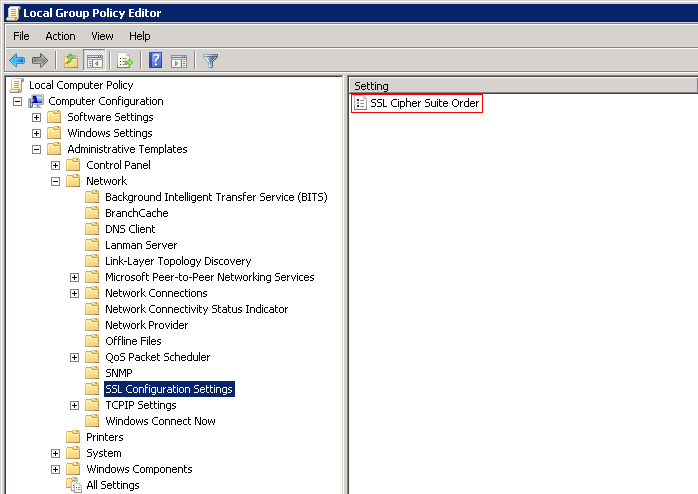 Local Group Policy Editor
File Action View Help
Local Computer Policy
Computer Configuration
Software Settings
Windows Settings
Administrative Templates
Control Panel
Network
Background Intelligent Transfer Service (BITS)
BranchCache
DNS Client
Lanman Server
Link-Layer Topology Discovery
Microsoft Peer-to-Peer Networking Services
Network Connections
Network Connectivity Status Indicator
Network Provider
Offline Files
QoS Packet Scheduler
SNMP
SSL Configuration Settings
TCPIP Settings
Windows Connect Now
Printers
System
Windows Components
All Settings
Setting
SSL Cipher Suite Order